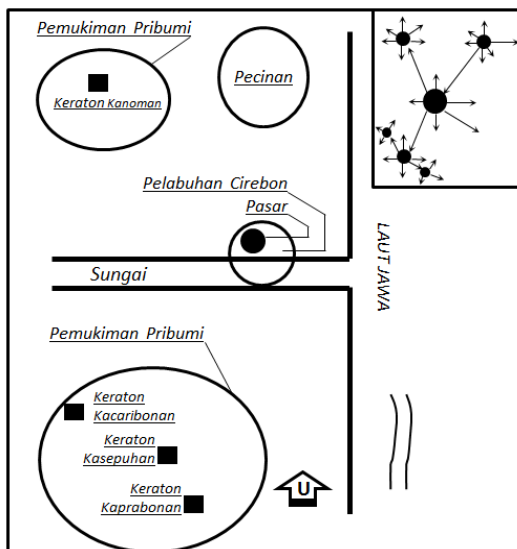 Pemukiman Pribumi
Keraton Kanoman
Pecinan
Pelabuhan Cirebon
Pasar
Sungai
LAUT JAWA
Pemukiman Pribumi
Keraton
Kacaribonan
Keraton
Kasepuhan
Keraton
Kaprabonan
U